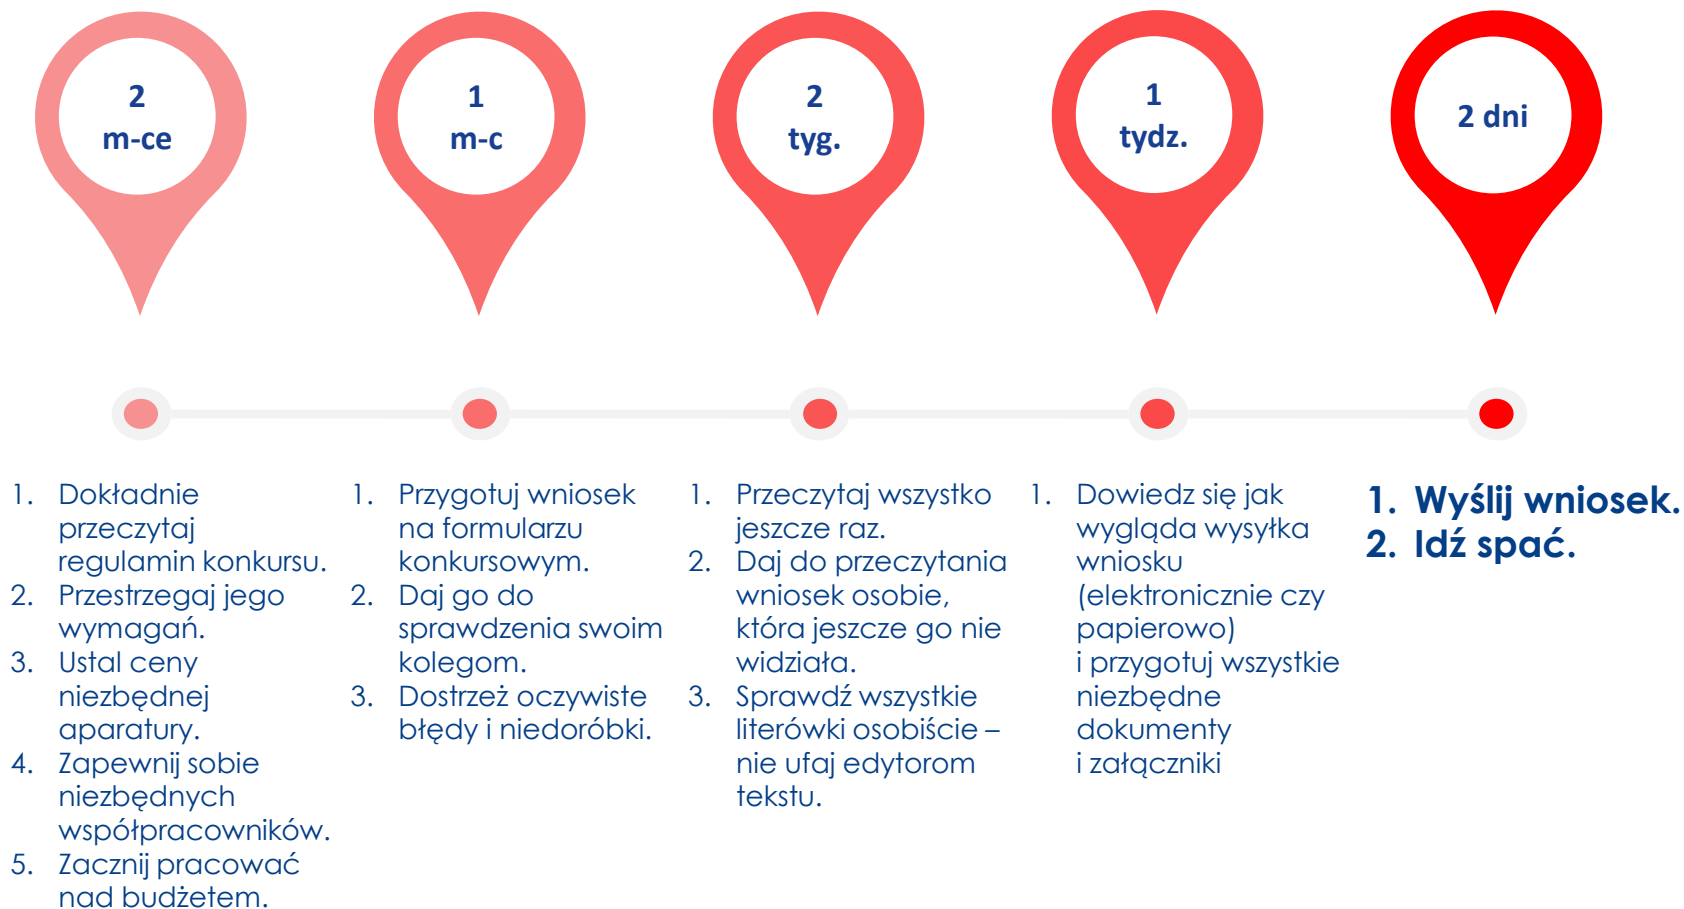 2
m-ce
1
m-c
2
tyg.
1
tydz.
2 dni
1. Dokładnie
przeczytaj
regulamin konkursu.
2. Przestrzegaj jego
wymagań.
3. Ustal ceny
niezbędnej
aparatury.
4. Zapewnij sobie
niezbędnych
współpracowników.
5. Zacznij pracować
nad budżetem.
1. Przygotuj wniosek
na formularzu
konkursowym.
2. Daj go do
sprawdzenia swoim
kolegom.
3. Dostrzeż oczywiste
błędy i niedoróbki.
1. Przeczytaj wszystko
jeszcze raz.
2. Daj do przeczytania
wniosek osobie,
która jeszcze go nie
widziała.
3. Sprawdź wszystkie
literówki osobiście –
nie ufaj edytorom
tekstu.
1. Dowiedz się jak
wygląda wysyłka
wniosku
(elektronicznie czy
papierowo)
i przygotuj wszystkie
niezbędne
dokumenty
i załączniki
1. Wyślij wniosek.
2. Idź spać.